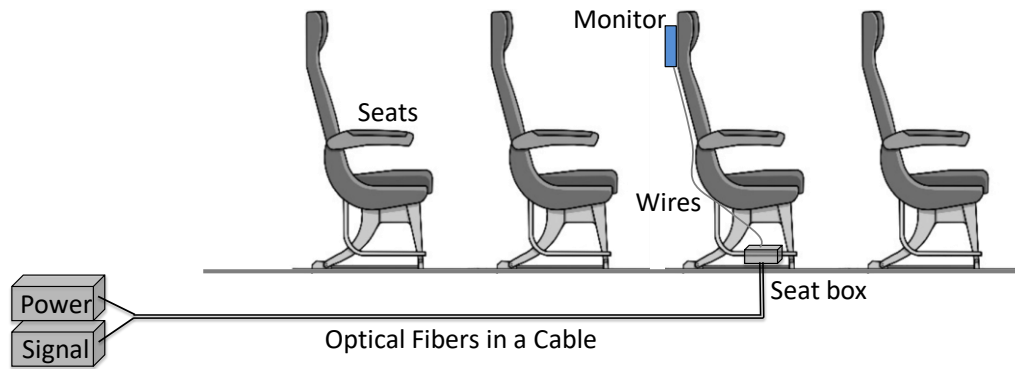 Monitor
Seats
Wires
Seat box
Power
Signal
Optical Fibers in a Cable